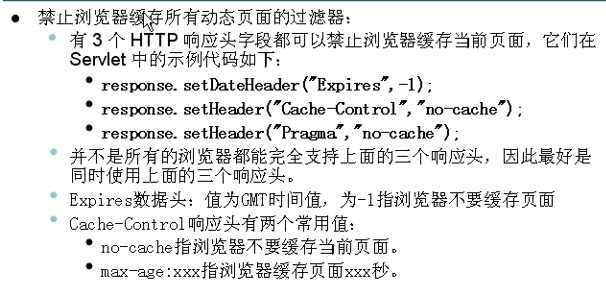 禁止浏览器缓存所有动态页面的过滤器：
有 3 个 HTTP 响应头字段都可以禁止浏览器缓存当前页面，它们在
Servlet 中的示例代码如下：
response.setDateHeader("Expires",-1);
response.setHeader("Cache-Control","no-cache");
response.setHeader("Pragma","no-cache");
并不是所有的浏览器都能完全支持上面的三个响应头，因此最好是
同时使用上面的三个响应头。
Expires数据头：值为GMT时间值，为-1指浏览器不要缓存页面
Cache-Control响应头有两个常用值：
no-cache指浏览器不要缓存当前页面。
max-age:xxx指浏览器缓存页面xxx秒。